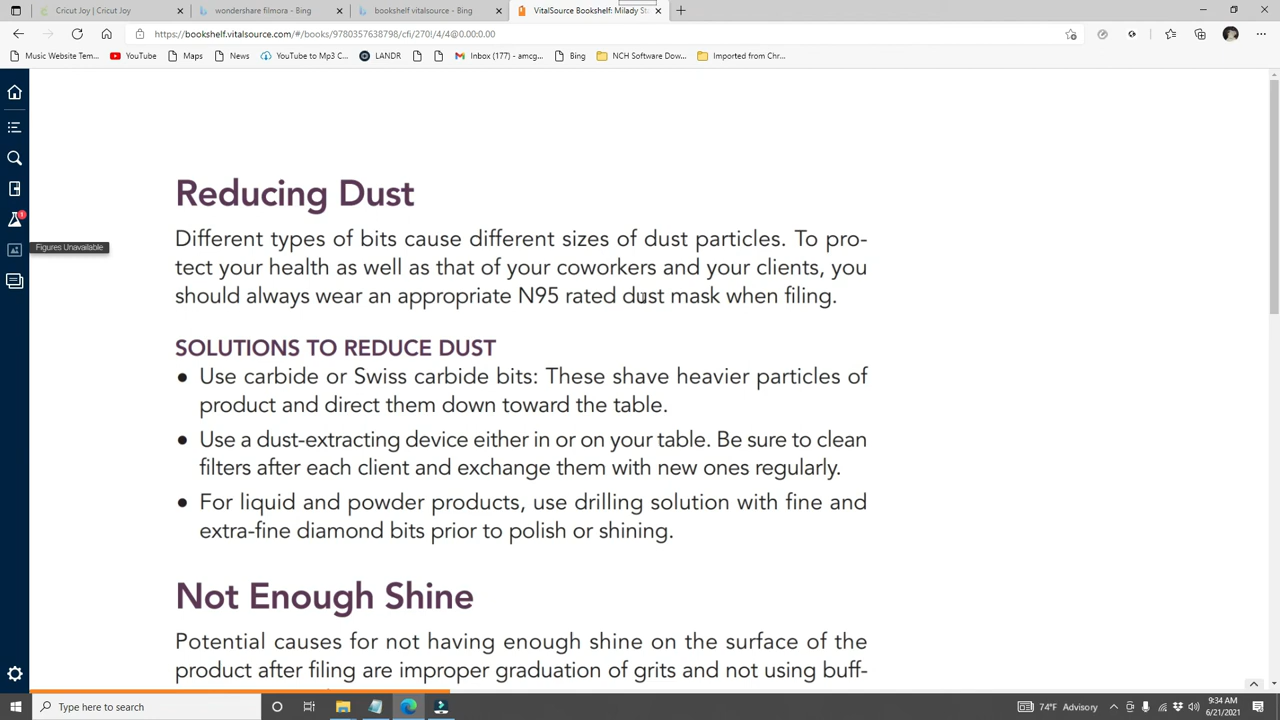 Cricut Joy | Cricut Joy
wondershare filmora - Bing
bookshelf vitalsource - Bing
VitalSource Bookshelf: Milady St
https://bookshelf.vitalsource.com/#/books/9780357638798/cfi/270!/4/4@0.00:0.00
Music Website Tem...
YouTube
Maps
News
YouTube to Mp3 C...
LANDR
Inbox (177) - amcg...
Bing
NCH Software Dow...
Imported from Chr...
Reducing Dust
Different types of bits cause different sizes of dust particles. To pro-
tect your health as well as that of your coworkers and your clients, you
should always wear an appropriate N95 rated dust mask when filing.
1
Figures Unavailable
SOLUTIONS TO REDUCE DUST
● Use carbide or Swiss carbide bits: These shave heavier particles of
product and direct them down toward the table.
● Use a dust-extracting device either in or on your table. Be sure to clean
filters after each client and exchange them with new ones regularly.
● For liquid and powder products, use drilling solution with fine and
extra-fine diamond bits prior to polish or shining.
Not Enough Shine
Potential causes for not having enough shine on the surface of the
product after filing are improper graduation of grits and not using buff-
Type here to search
74°F Advisory
9:34 AM
6/21/2021